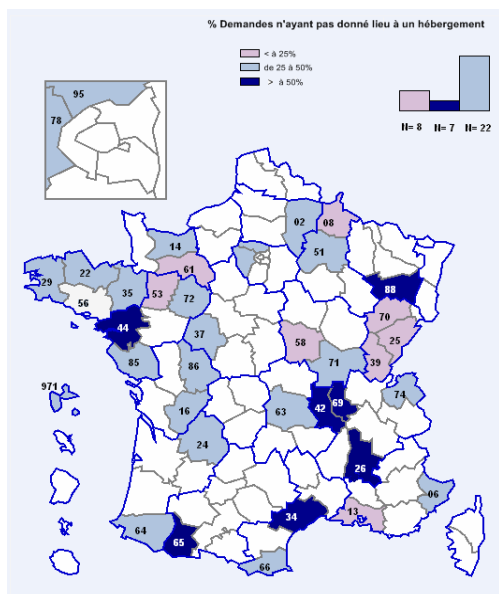 % Demandes n'ayant pas donné lieu à un hébergement
< à 25%
de 25 à 50%
> à 50%
N= 8 N= 7 N= 22
95
78
02 08
14
51
61
22
29 35 53 72 88
56
44 70
37 25
58
85 86 71 39
971 74
16 63 42 69
24
26
06
34 13
64 65
66